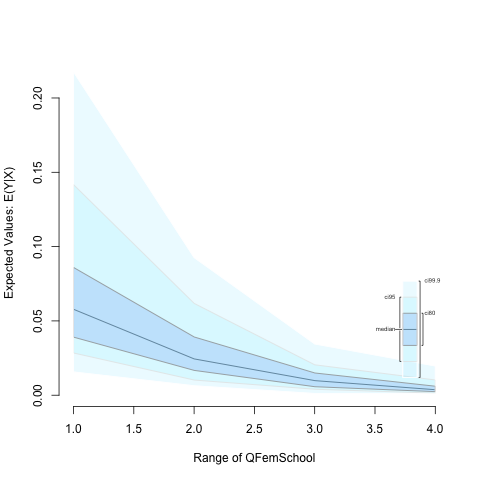 0.20
0.15
0.10
0.05
0.00
Expected Values: E(Y|X)
ci99.9
ci95
ci80
median
1.0 1.5 2.0 2.5 3.0 3.5 4.0
Range of QFemSchool